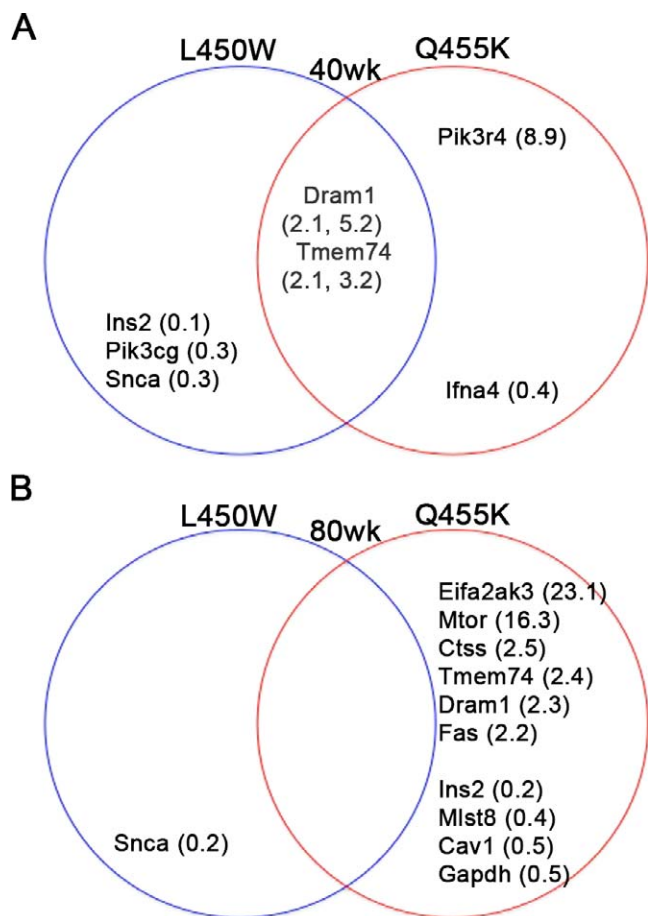 A
L450W 40wk Q455K
Pik3r4 (8.9)
Dram1
(2.1, 5.2)
Tmem74
(2.1, 3.2)
Ins2 (0.1)
Pik3cg (0.3)
Snca (0.3)
Ifna4 (0.4)
B
L450W 80wk Q455K
Eifa2ak3 (23.1)
Mtor (16.3)
Ctss (2.5)
Tmem74 (2.4)
Dram1 (2.3)
Fas (2.2)
Ins2 (0.2)
Mlst8 (0.4)
Cav1 (0.5)
Gapdh (0.5)
Snca (0.2)